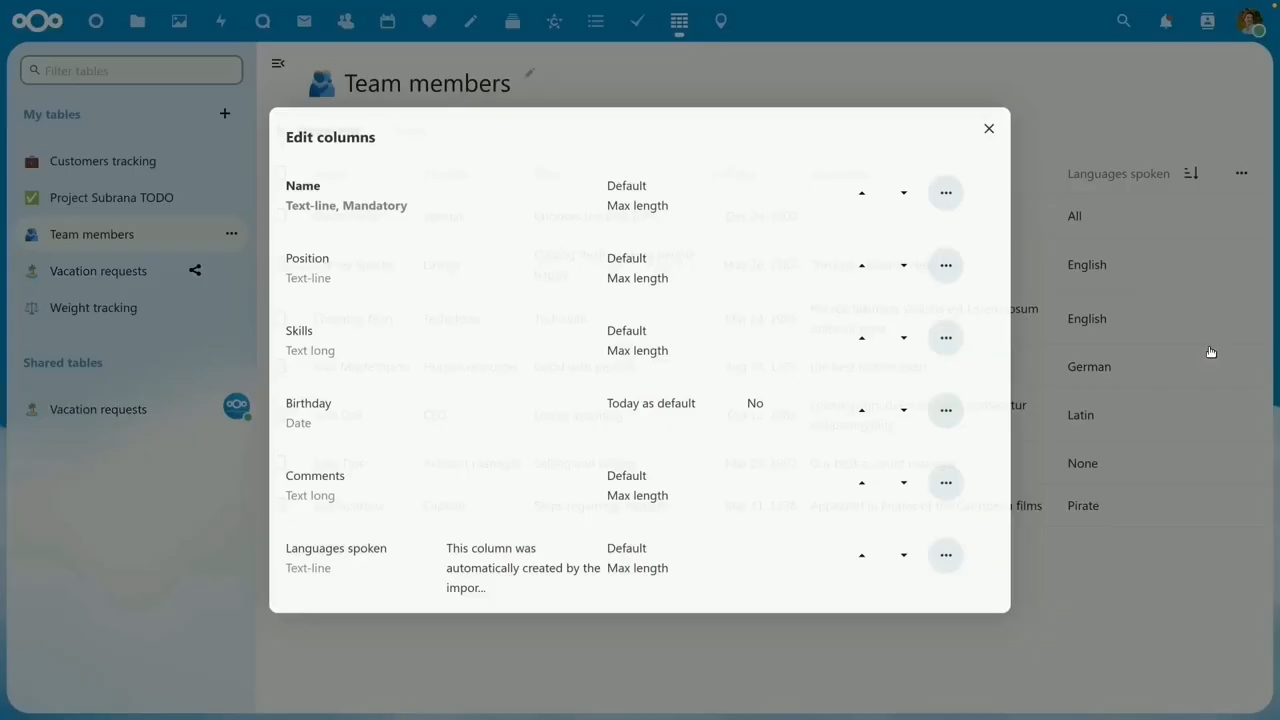 Filter tables
My tables
Customers tracking
Project Subrana TODO
Team members
Vacation requests
Weight tracking
Shared tables
Vacation requests
Team members
Edit columns
Name
Text-line, Mandatory
Default
Max length
Position
Text-line
Default
Max length
Skills
Text long
Default
Max length
Birthday
Date
Today as default No
Comments
Text long
Default
Max length
Languages spoken
Text-line
This column was
automatically created by the
impor...
Default
Max length
Languages spoken
All
English
English
German
Latin
None
films
Pirate